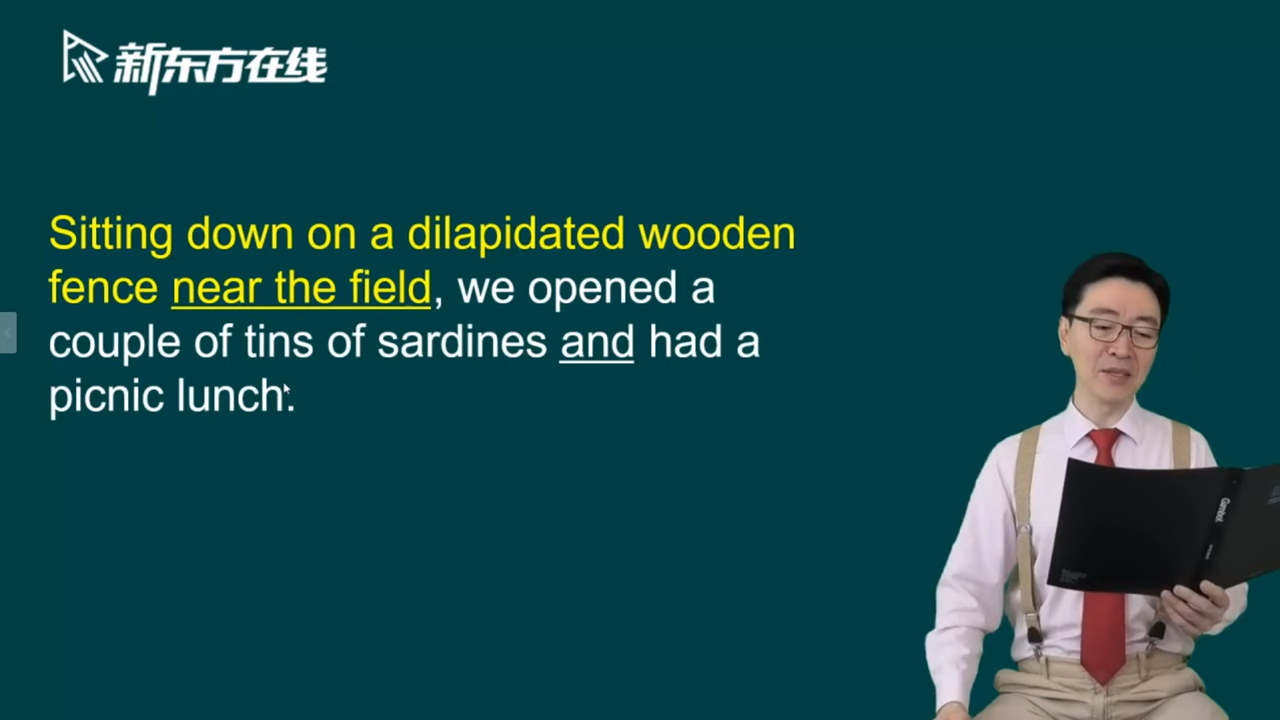 新东方在线
Sitting down on a dilapidated wooden
fence near the field, we opened a
couple of tins of sardines and had a
picnic lunch.
Gambol